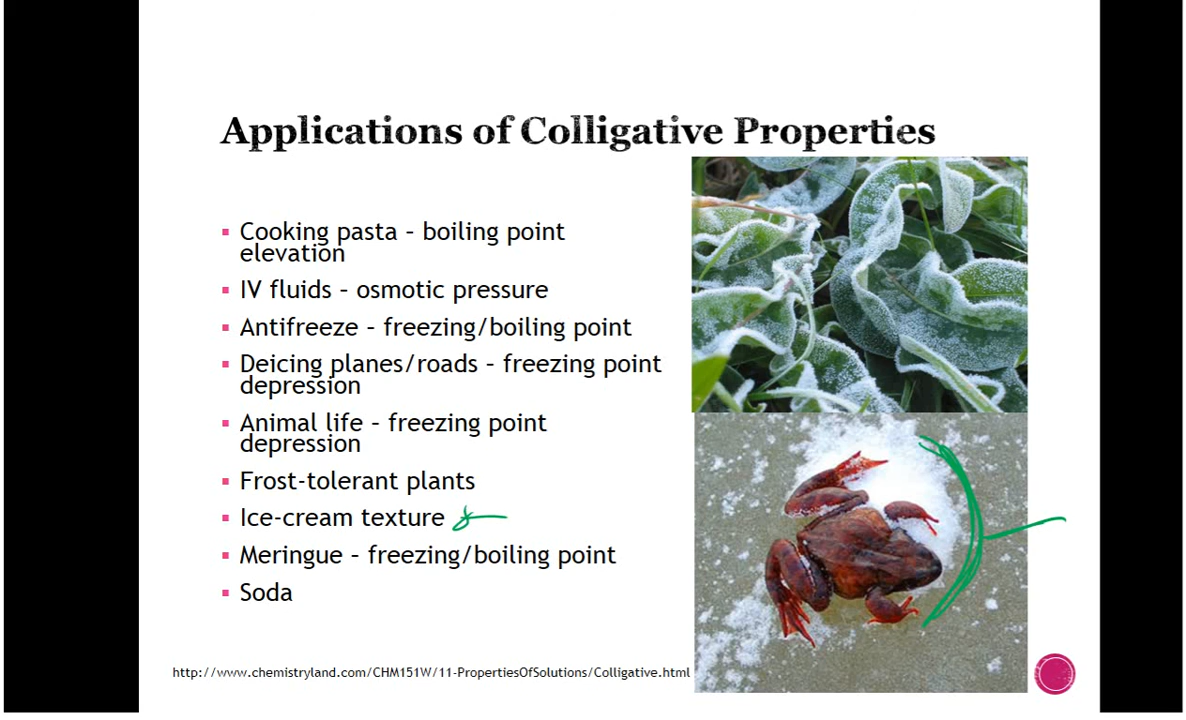 Applications of Colligative Properties
Cooking pasta – boiling point
elevation
IV fluids – osmotic pressure
Antifreeze – freezing/boiling point
Deicing planes/roads – freezing point
depression
Animal life – freezing point
depression
Frost-tolerant plants
Ice-cream texture
Meringue – freezing/boiling point
Soda
http://www.chemistryland.com/CHM151W/11-PropertiesOfSolutions/Colligative.html